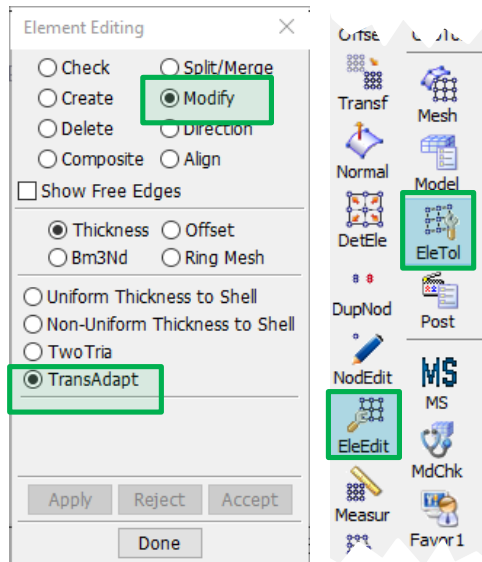 Element Editing
Check Split/Merge
Create Modify
Delete Direction
Composite Align
Show Free Edges
Thickness Offset
Bm3Nd Ring Mesh
Uniform Thickness to Shell
Non-Uniform Thickness to Shell
TwoTria
TransAdapt
Apply Reject Accept
Done
Offset
Transf
Normal
DetEle
DupNod
NodEdit
EleEdit
Measur
Mesh
Model
EleTol
Post
MS
MS
MdChk
Favor1